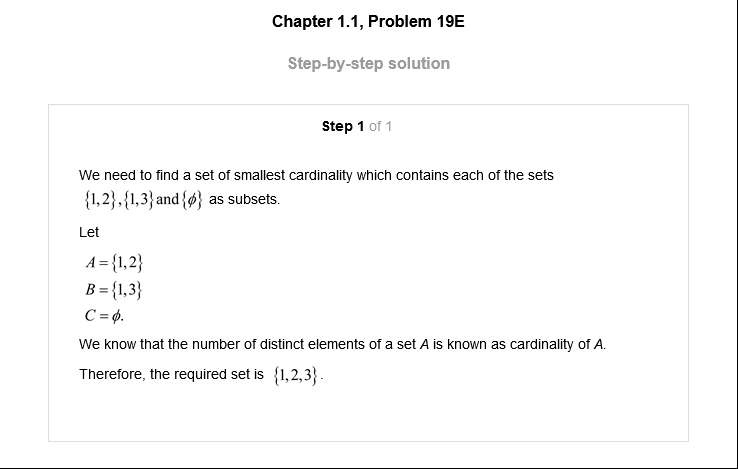 Chapter 1.1, Problem 19E
Step-by-step solution
Step 1 of 1
We need to find a set of smallest cardinality which contains each of the sets
{1,2},{1,3} and {ϕ} as subsets.
Let
A = {1,2}
B = {1,3}
C = ϕ.
We know that the number of distinct elements of a set A is known as cardinality of A.
Therefore, the required set is {1,2,3}.